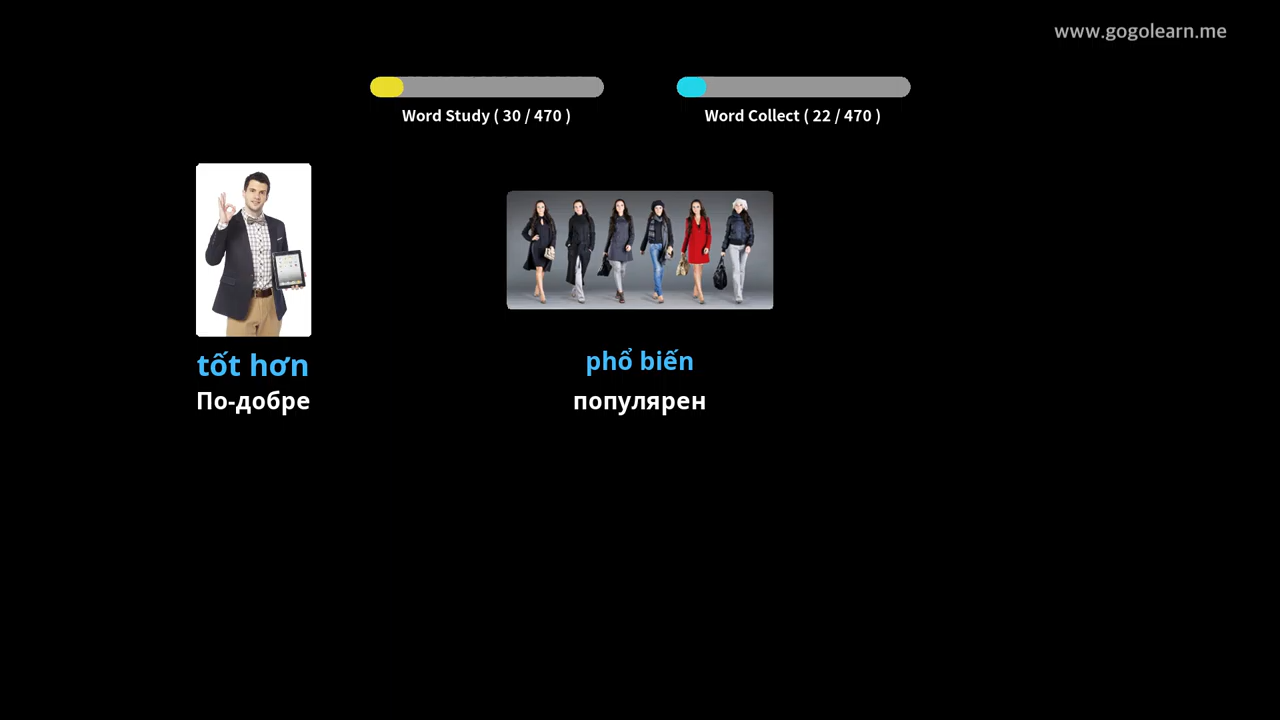 www.gogolearn.me
Word Study ( 30 / 470 )
Word Collect ( 22 / 470 )
tốt hơn
По-добре
phổ biến
популярен